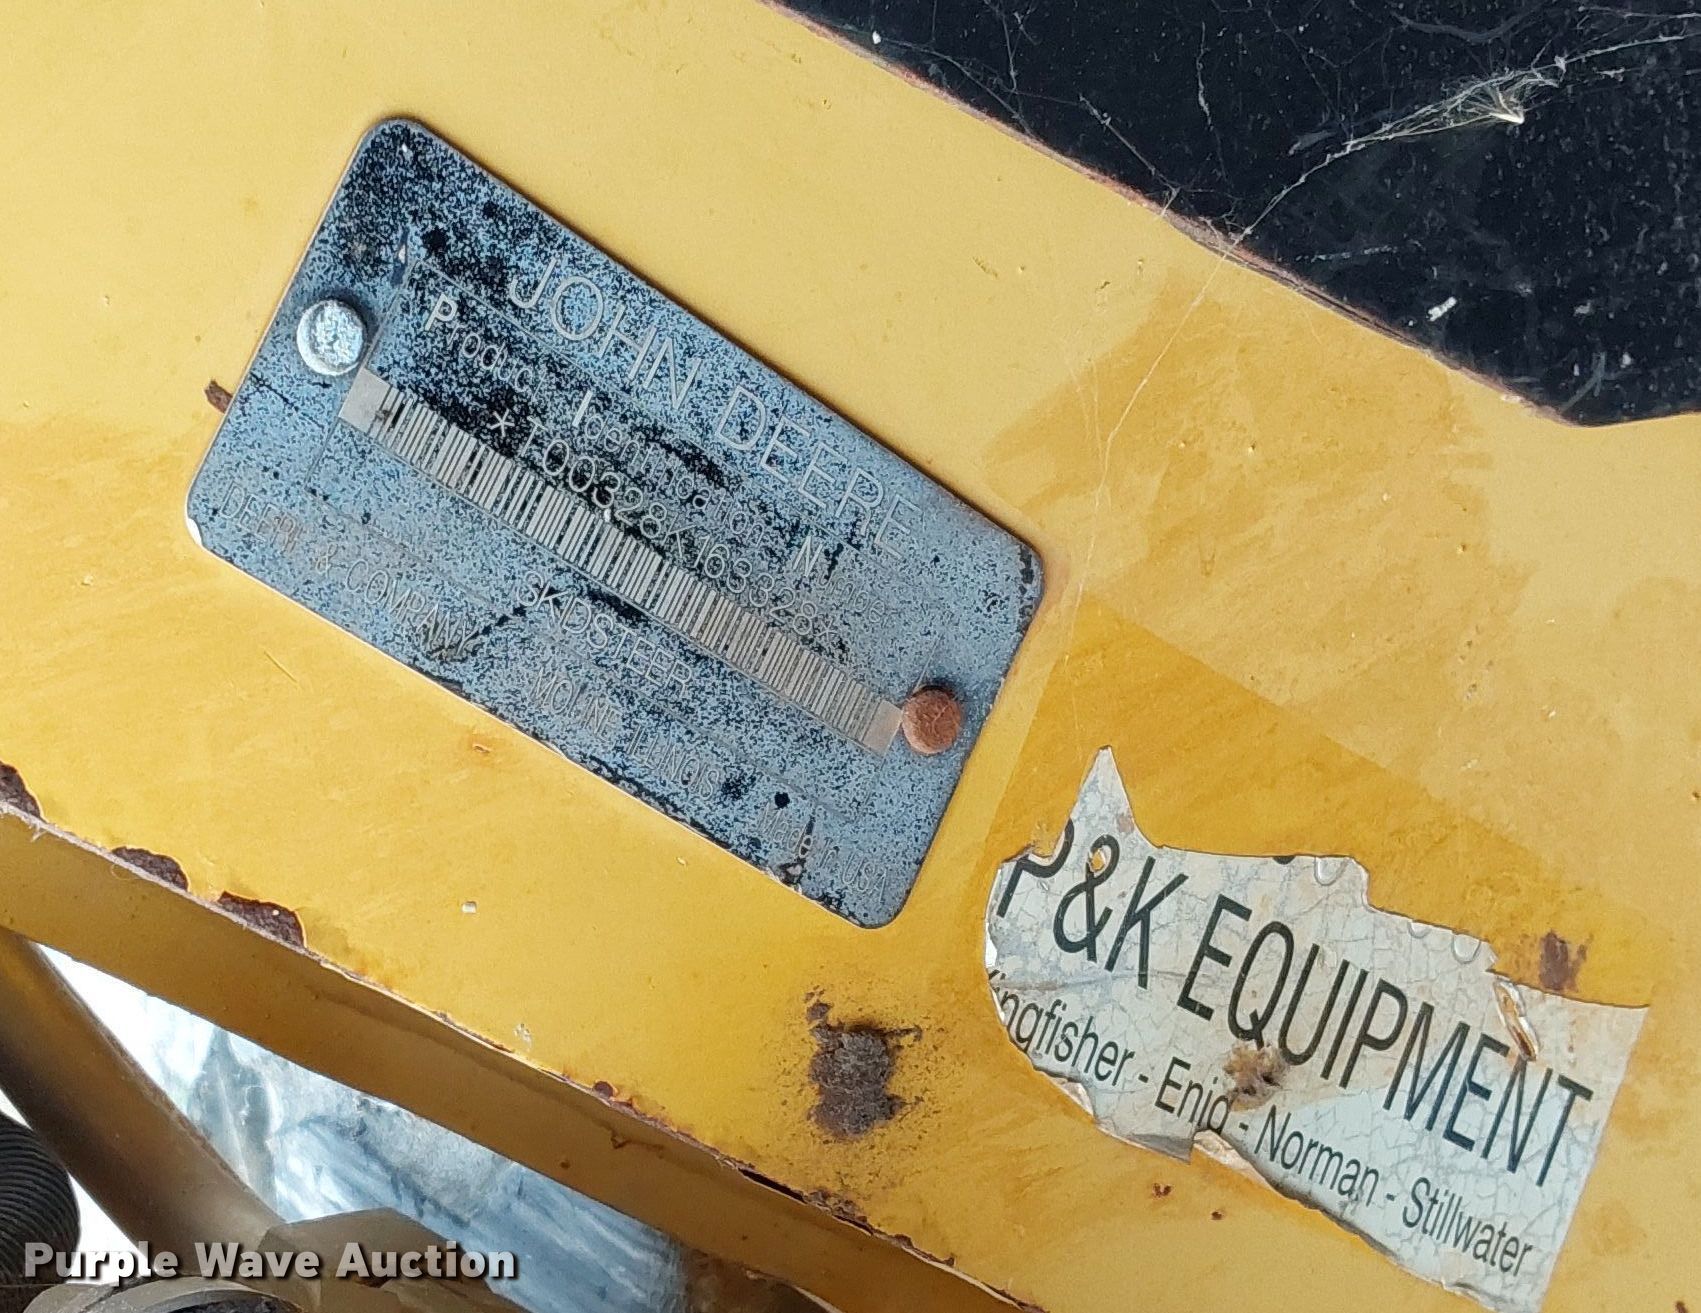 JOHN DEERE
Product Identification Number
*T00328K163328*
SKIDSTEER
DEERE & COMPANY MOLINE ILLINOIS Made in USA
P&K EQUIPMENT
Kingfisher - Enid - Norman - Stillwater
Purple Wave Auction